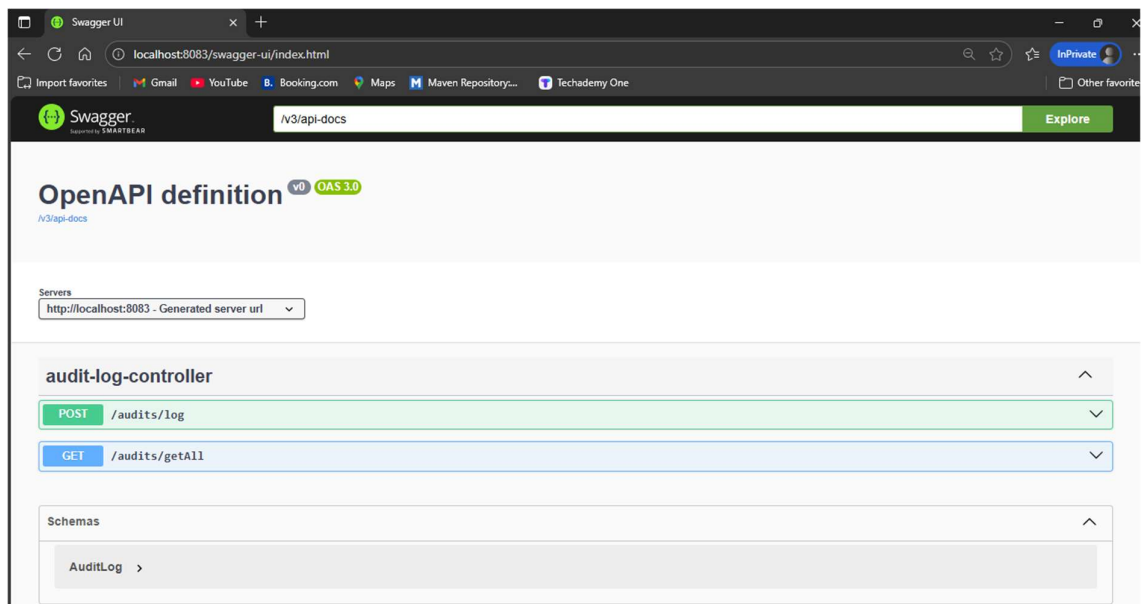 Swagger UI
localhost:8083/swagger-ui/index.html
InPrivate
Import favorites
Gmail
YouTube
B. Booking.com
Maps
M Maven Repository:...
Techademy One
Other favorite
{··} Swagger.
Supported by SMARTBEAR
/v3/api-docs
Explore
OpenAPI definition v0 OAS 3.0
/v3/api-docs
Servers
http://localhost:8083 - Generated server url
audit-log-controller
POST /audits/log
GET /audits/getAll
Schemas
AuditLog